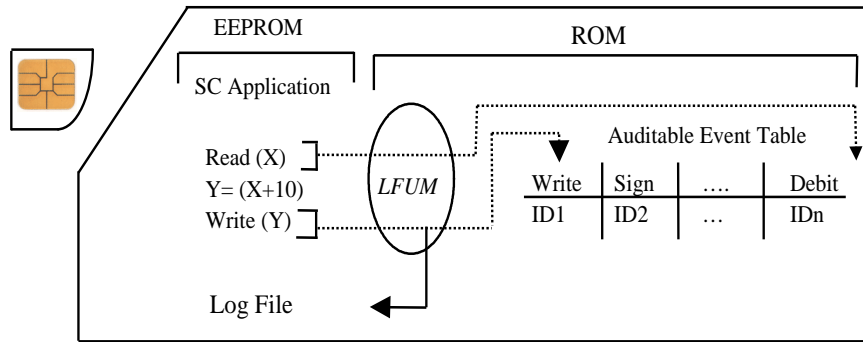 EEPROM
ROM
SC Application
Auditable Event Table
Read (X)
Y= (X+10)
Write (Y)
LFUM
Write Sign …. Debit
ID1 ID2 … IDn
Log File